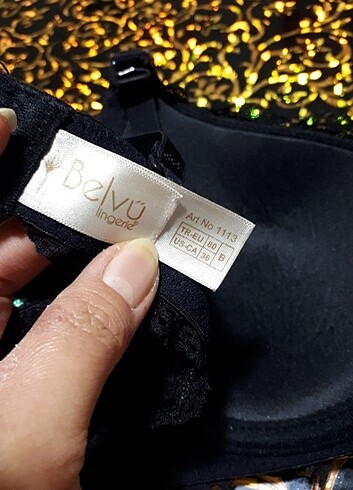 Belvü
lingerie
Art.No 1113
TR-EU 80 B
US-CA 36